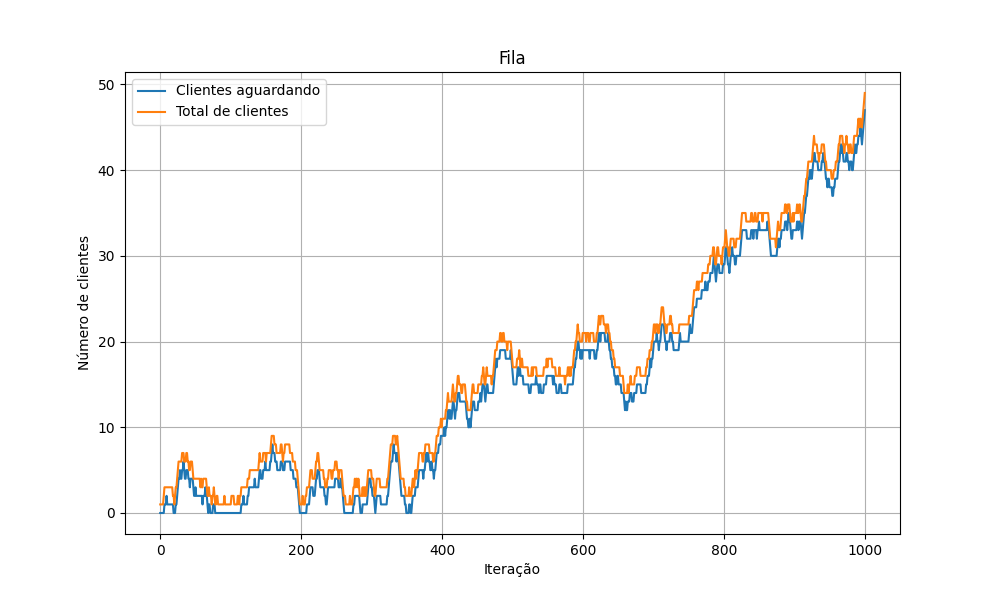 Fila
Clientes aguardando
Total de clientes
Número de clientes
50
40
30
20
10
0
0 200 400 600 800 1000
Iteração